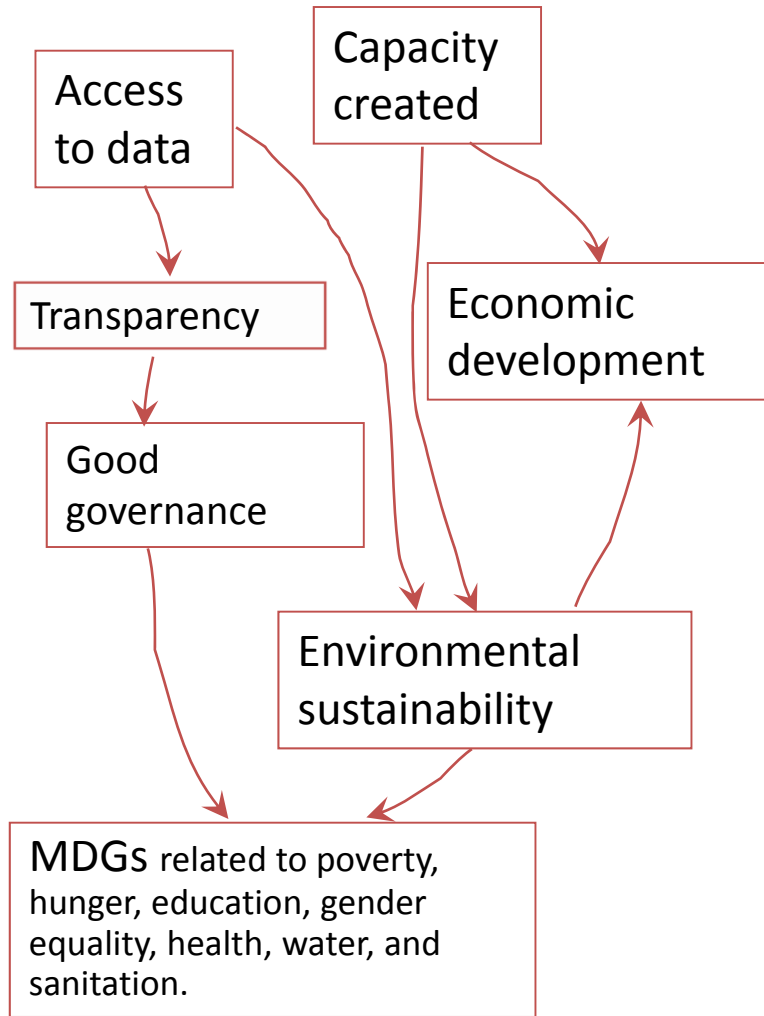 Capacity
created
Access
to data
Economic
development
Transparency
Good
governance
Environmental
sustainability
MDGs related to poverty,
hunger, education, gender
equality, health, water, and
sanitation.